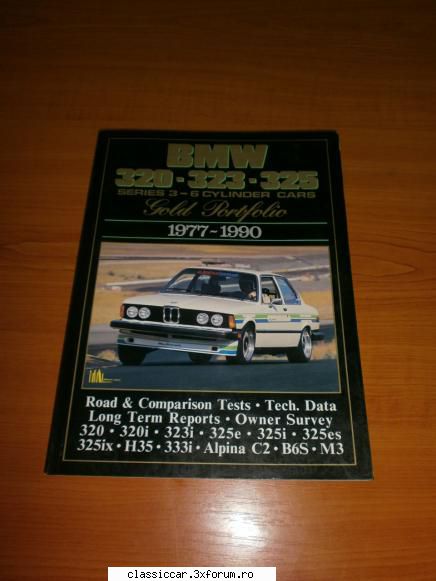 BMW
320 • 323 • 325
SERIES 3-6 CYLINDER CARS
Gold Portfolio
1977~1990
Road & Comparison Tests • Tech. Data
Long Term Reports • Owner Survey
320 • 320i • 323i • 325e • 325i • 325es
325ix • H35 • 333i • Alpina C2 • B6S • M3
classiccar.3xforum.ro